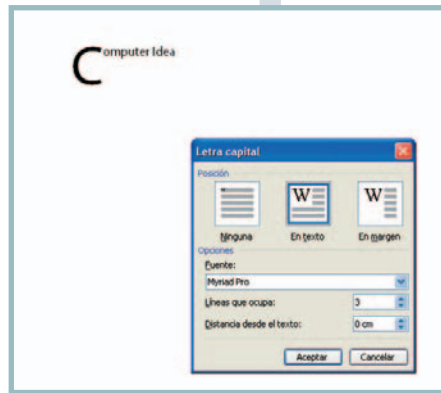 Computer Idea
Letra capital
Posición
W W
Ninguna En texto En margen
Opciones
Fuente:
Myriad Pro
Líneas que ocupa: 3
Distancia desde el texto: 0 cm
Aceptar Cancelar